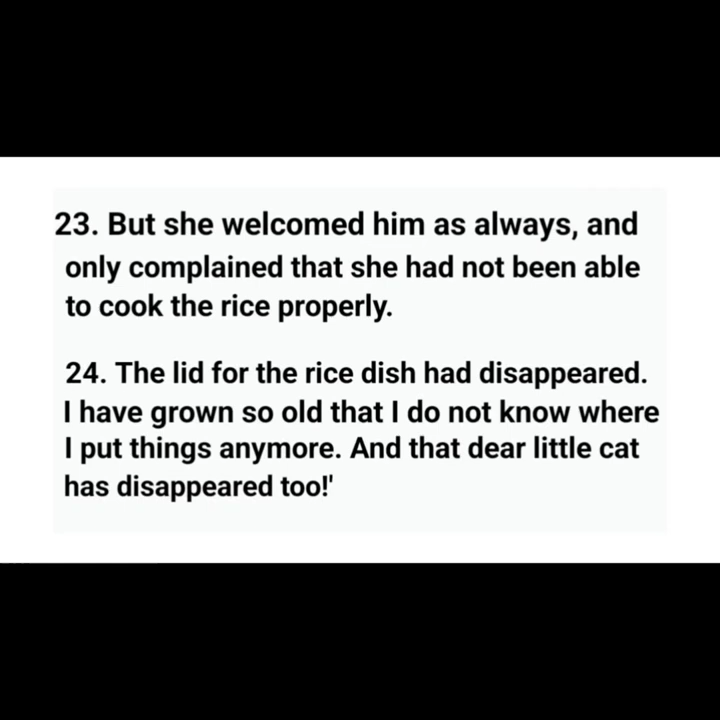 23. But she welcomed him as always, and
only complained that she had not been able
to cook the rice properly.
24. The lid for the rice dish had disappeared.
I have grown so old that I do not know where
I put things anymore. And that dear little cat
has disappeared too!'